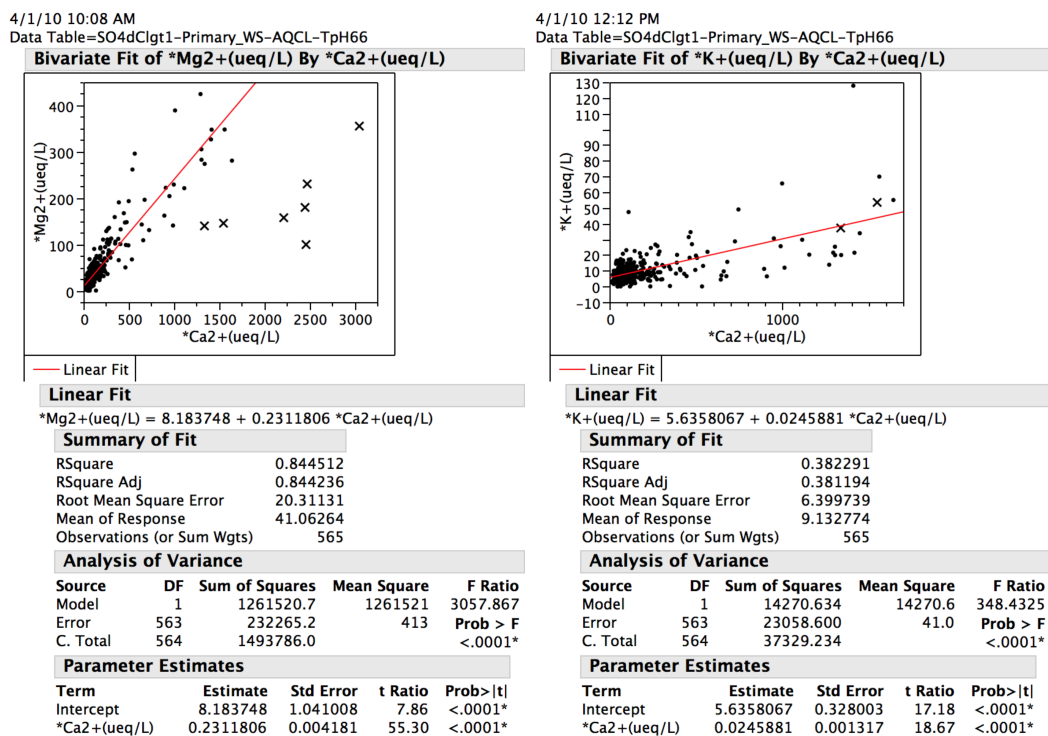 4/1/10 10:08 AM
Data Table=SO4dClgt1-Primary_WS-AQCL-TpH66
Bivariate Fit of *Mg2+(ueq/L) By *Ca2+(ueq/L)
400
300
200
100
0
*Mg2+(ueq/L)
0 500 1000 1500 2000 2500 3000
*Ca2+(ueq/L)
Linear Fit
Linear Fit
*Mg2+(ueq/L) = 8.183748 + 0.2311806 *Ca2+(ueq/L)
Summary of Fit
RSquare 0.844512
RSquare Adj 0.844236
Root Mean Square Error 20.31131
Mean of Response 41.06264
Observations (or Sum Wgts) 565
Analysis of Variance
Source DF Sum of Squares Mean Square F Ratio
Model 1 1261520.7 1261521 3057.867
Error 563 232265.2 413 Prob > F
C. Total 564 1493786.0 <.0001*
Parameter Estimates
Term Estimate Std Error t Ratio Prob>|t|
Intercept 8.183748 1.041008 7.86 <.0001*
*Ca2+(ueq/L) 0.2311806 0.004181 55.30 <.0001*
4/1/10 12:12 PM
Data Table=SO4dClgt1-Primary_WS-AQCL-TpH66
Bivariate Fit of *K+(ueq/L) By *Ca2+(ueq/L)
130
120
110
90
80
70
60
50
40
30
20
10
0
-10
*K+(ueq/L)
0 1000
*Ca2+(ueq/L)
Linear Fit
Linear Fit
*K+(ueq/L) = 5.6358067 + 0.0245881 *Ca2+(ueq/L)
Summary of Fit
RSquare 0.382291
RSquare Adj 0.381194
Root Mean Square Error 6.399739
Mean of Response 9.132774
Observations (or Sum Wgts) 565
Analysis of Variance
Source DF Sum of Squares Mean Square F Ratio
Model 1 14270.634 14270.6 348.4325
Error 563 23058.600 41.0 Prob > F
C. Total 564 37329.234 <.0001*
Parameter Estimates
Term Estimate Std Error t Ratio Prob>|t|
Intercept 5.6358067 0.328003 17.18 <.0001*
*Ca2+(ueq/L) 0.0245881 0.001317 18.67 <.0001*